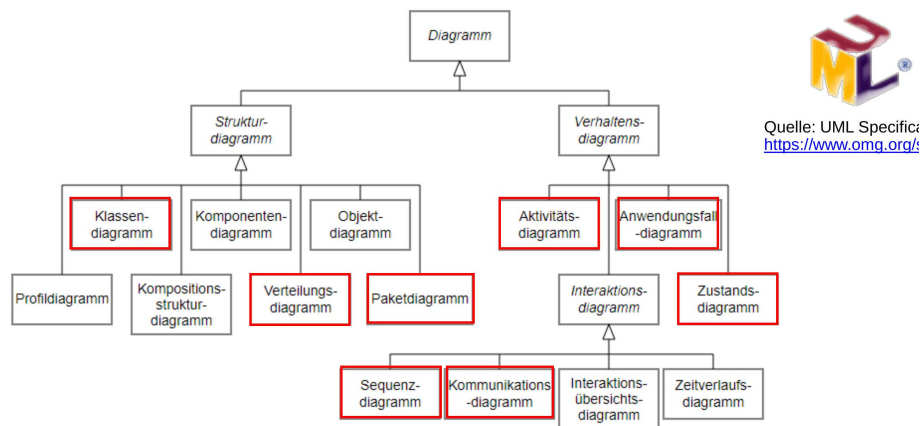 Diagramm
UML®
Quelle: UML Specifica
https://www.omg.org/s
Struktur-
diagramm
Verhaltens-
diagramm
Klassen-
diagramm
Komponenten-
diagramm
Objekt-
diagramm
Aktivitäts-
diagramm
Anwendungsfall
-diagramm
Profildiagramm
Kompositions-
struktur-
diagramm
Verteilungs-
diagramm
Paketdiagramm
Interaktions-
diagramm
Zustands-
diagramm
Sequenz-
diagramm
Kommunikations
-diagramm
Interaktions-
übersichts-
diagramm
Zeitverlaufs-
diagramm